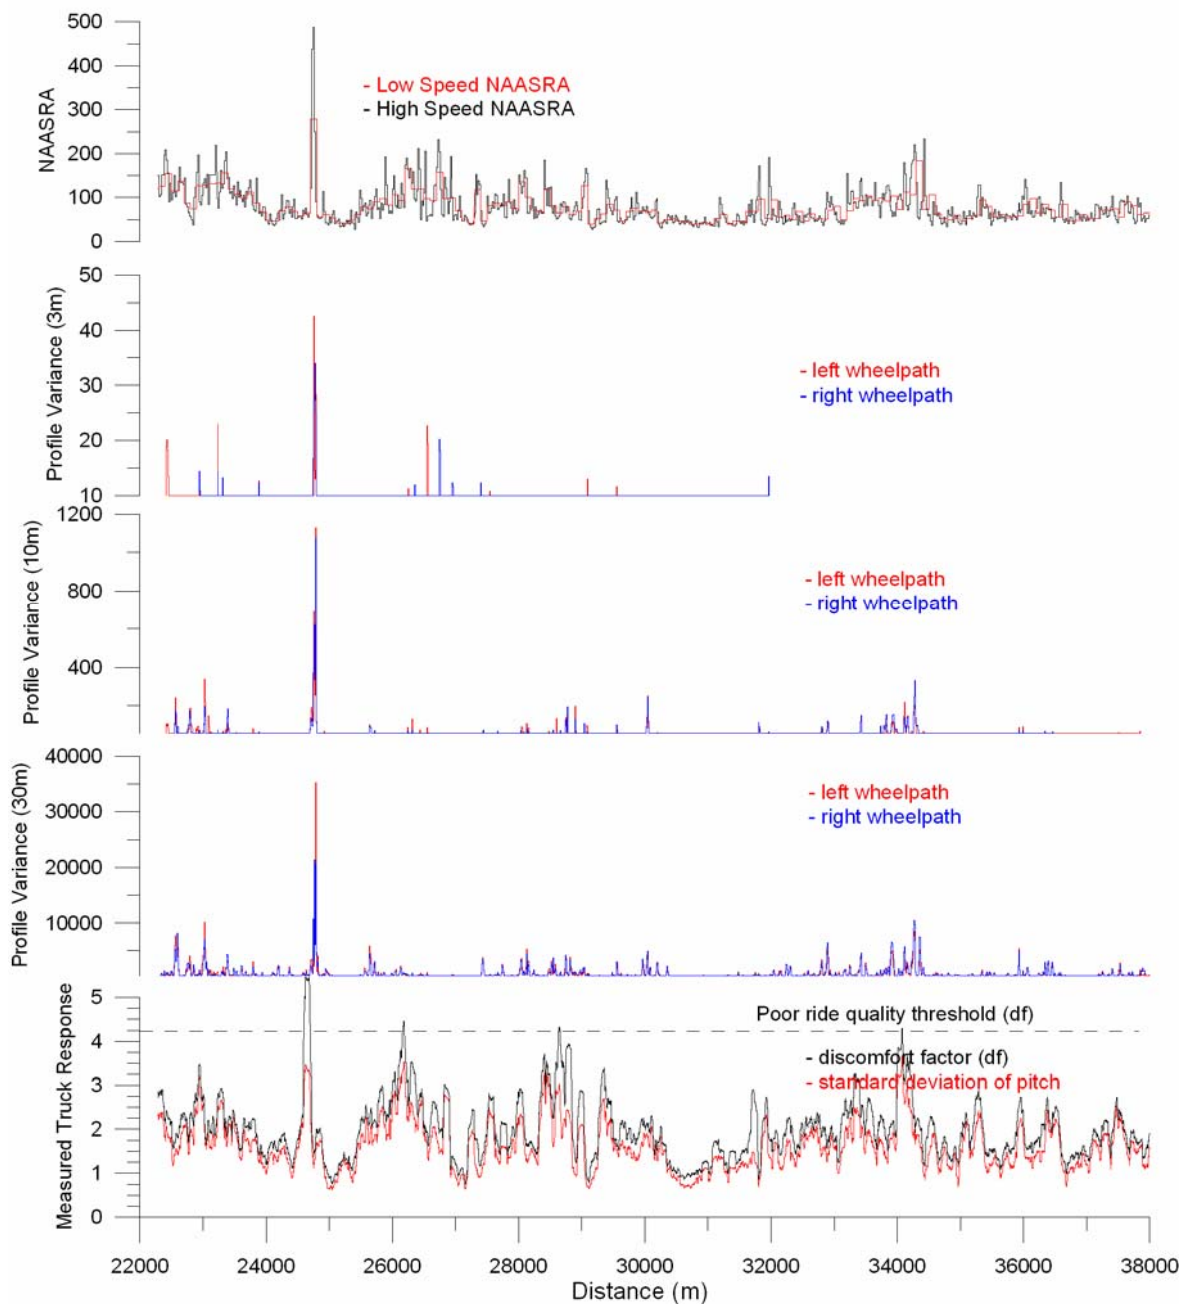 500
400
300
200
100
0
NAASRA
- Low Speed NAASRA
- High Speed NAASRA
50
40
30
20
10
Profile Variance (3m)
- left wheelpath
- right wheelpath
1200
800
400
Profile Variance (10m)
- left wheelpath
- right wheelpath
40000
30000
20000
10000
Profile Variance (30m)
- left wheelpath
- right wheelpath
5
4
3
2
1
0
Measured Truck Response
Poor ride quality threshold (df)
- discomfort factor (df)
- standard deviation of pitch
22000 24000 26000 28000 30000 32000 34000 36000 38000
Distance (m)